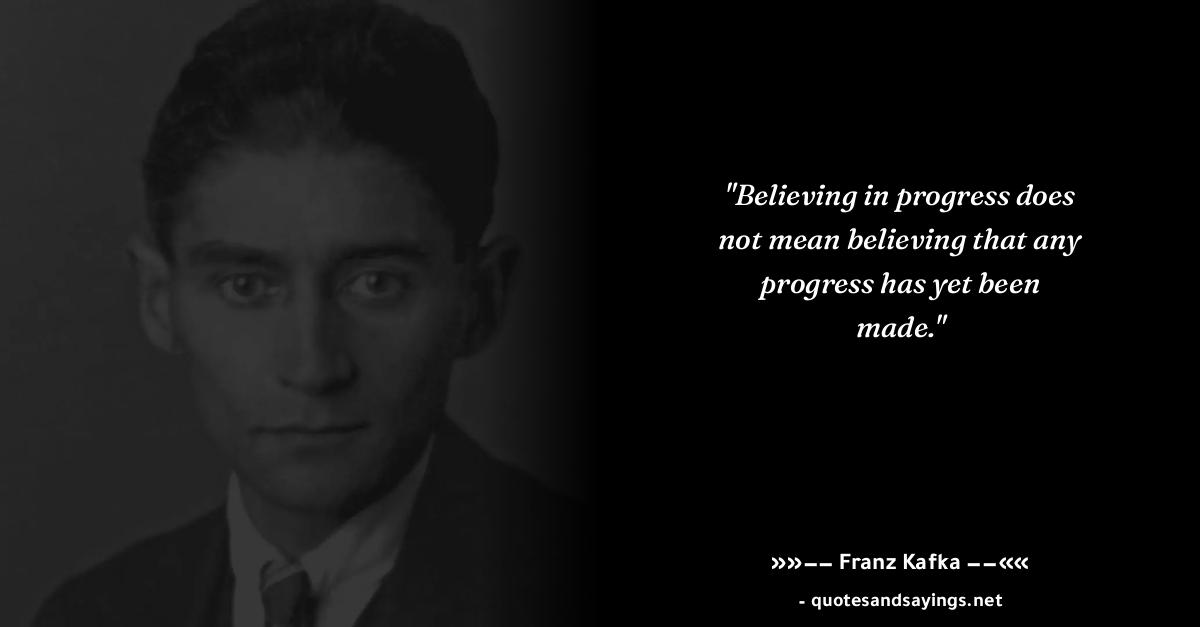 "Believing in progress does
not mean believing that any
progress has yet been
made."
»»–– Franz Kafka ––««
- quotesandsayings.net